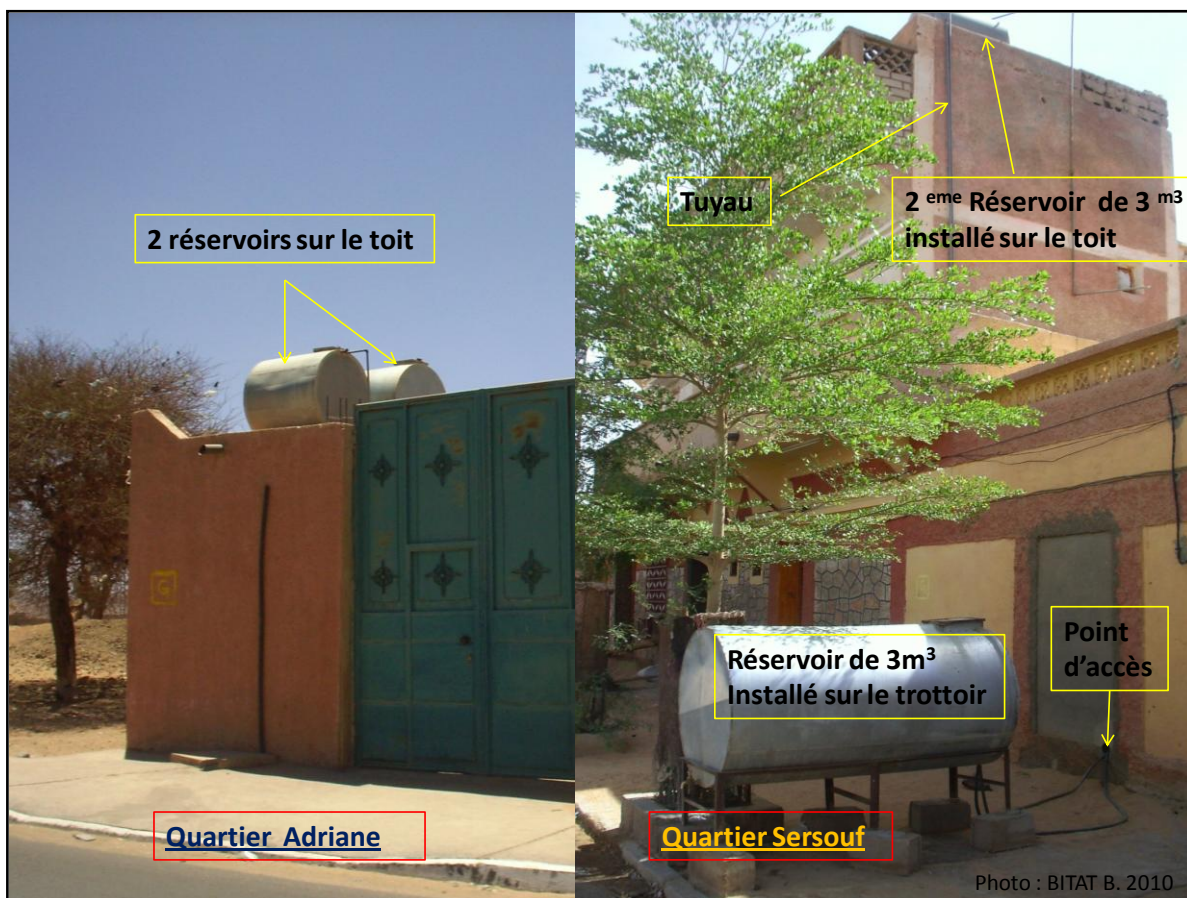 2 réservoirs sur le toit
Quartier Adriane
Tuyau
2 eme Réservoir de 3 m3
installé sur le toit
Réservoir de 3m³
Installé sur le trottoir
Point
d'accès
Quartier Sersouf
Photo : BITAT B. 2010